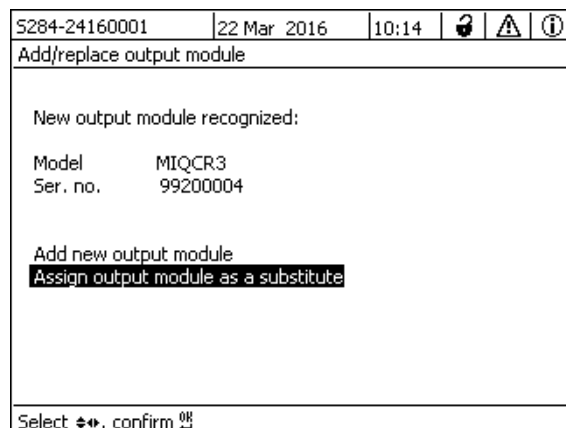 S284-24160001 22 Mar 2016 10:14
Add/replace output module
New output module recognized:
Model MIQCR3
Ser. no. 99200004
Add new output module
Assign output module as a substitute
Select , confirm OK